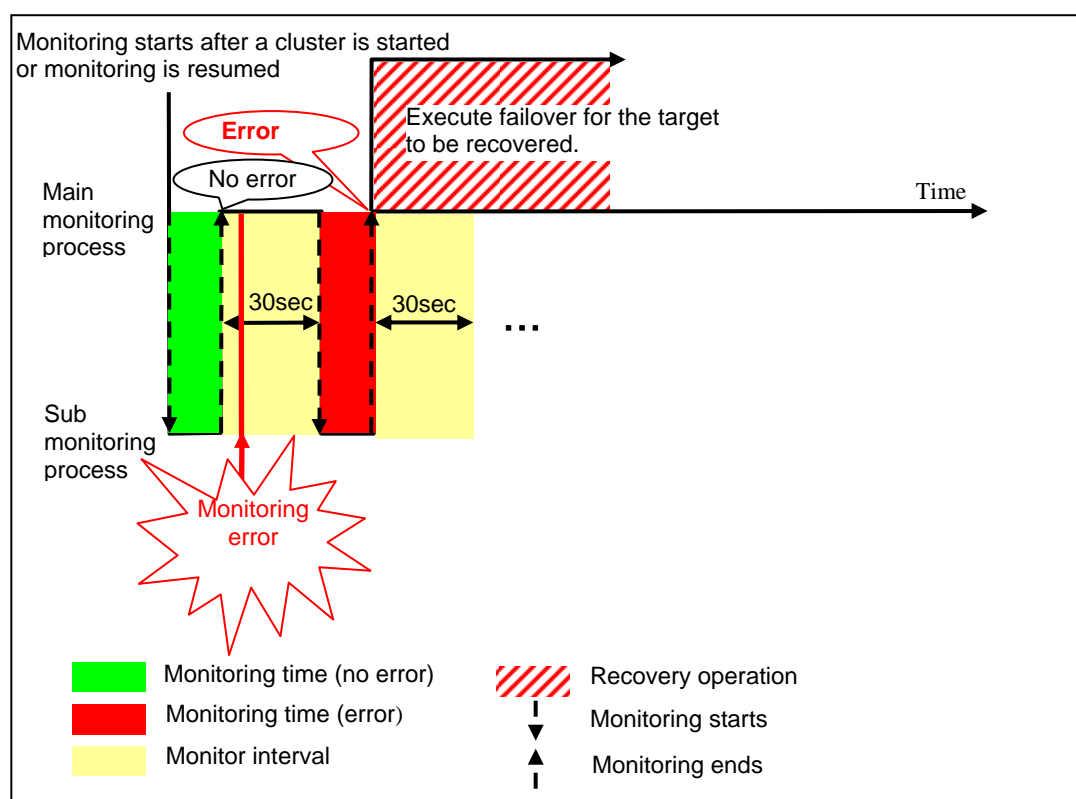 Monitoring starts after a cluster is started
or monitoring is resumed
Error
No error
Execute failover for the target
to be recovered.
Main
monitoring
process
Time
30sec
30sec
...
Sub
monitoring
process
Monitoring
error
Monitoring time (no error)
Monitoring time (error)
Monitor interval
Recovery operation
Monitoring starts
Monitoring ends